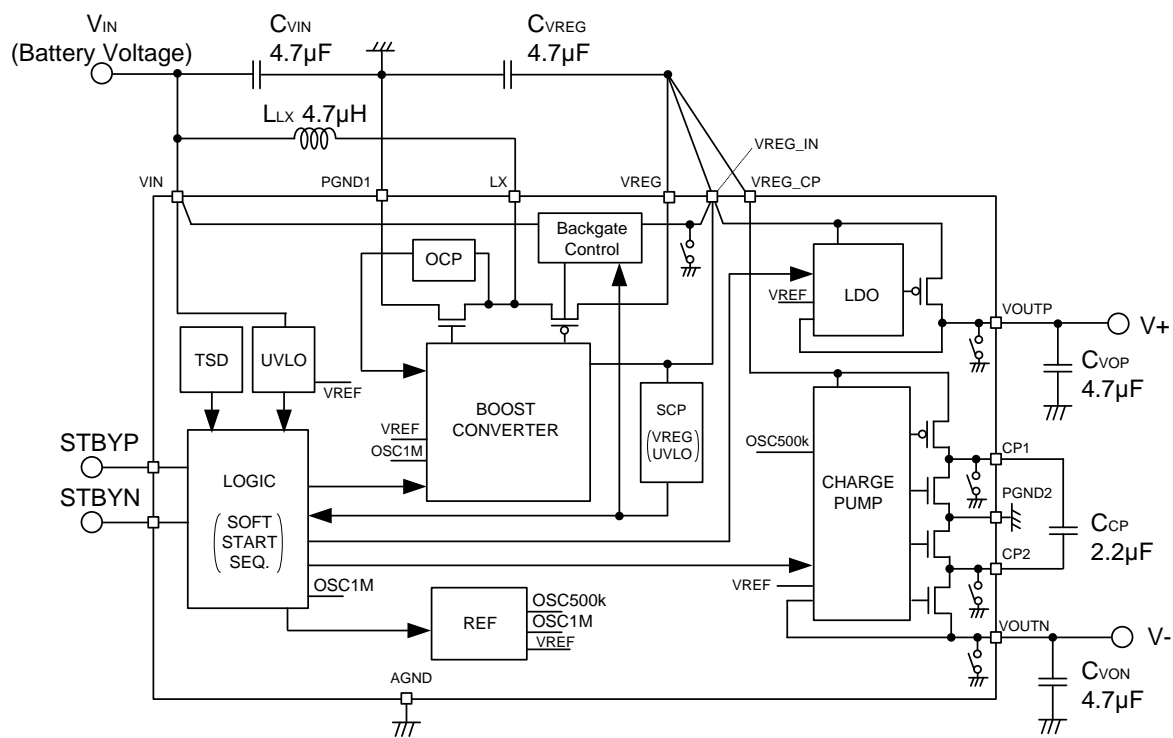 VIN
(Battery Voltage)
CVIN
4.7µF
CVREG
4.7µF
LLX 4.7µH
VREG_IN
VIN
PGND1
LX
VREG
VREG_CP
Backgate
Control
OCP
LDO
VREF
VOUTP
V+
CVOP
4.7µF
TSD
UVLO
VREF
BOOST
CONVERTER
VREF
OSC1M
SCP
(VREG
UVLO)
STBYP
STBYN
LOGIC
(SOFT
START
SEQ.)
OSC1M
OSC500k
CHARGE
PUMP
VREF
CP1
PGND2
CP2
CCP
2.2µF
REF
OSC500k
OSC1M
VREF
VOUTN
V-
CVON
4.7µF
AGND